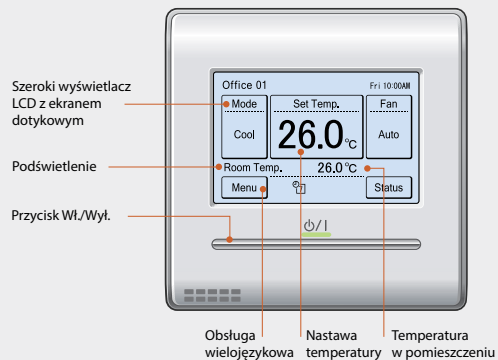 Szeroki wyświetlacz
LCD z ekranem
dotykowym
Podświetlenie
Przycisk Wł./Wył.
Office 01
Fri 10:00AM
Mode
Set Temp.
Fan
Cool
26.0°C
Auto
Room Temp. 26.0°C
Menu
Status
Obsługa
wielojęzykowa
Nastawa
temperatury
Temperatura
w pomieszczeniu